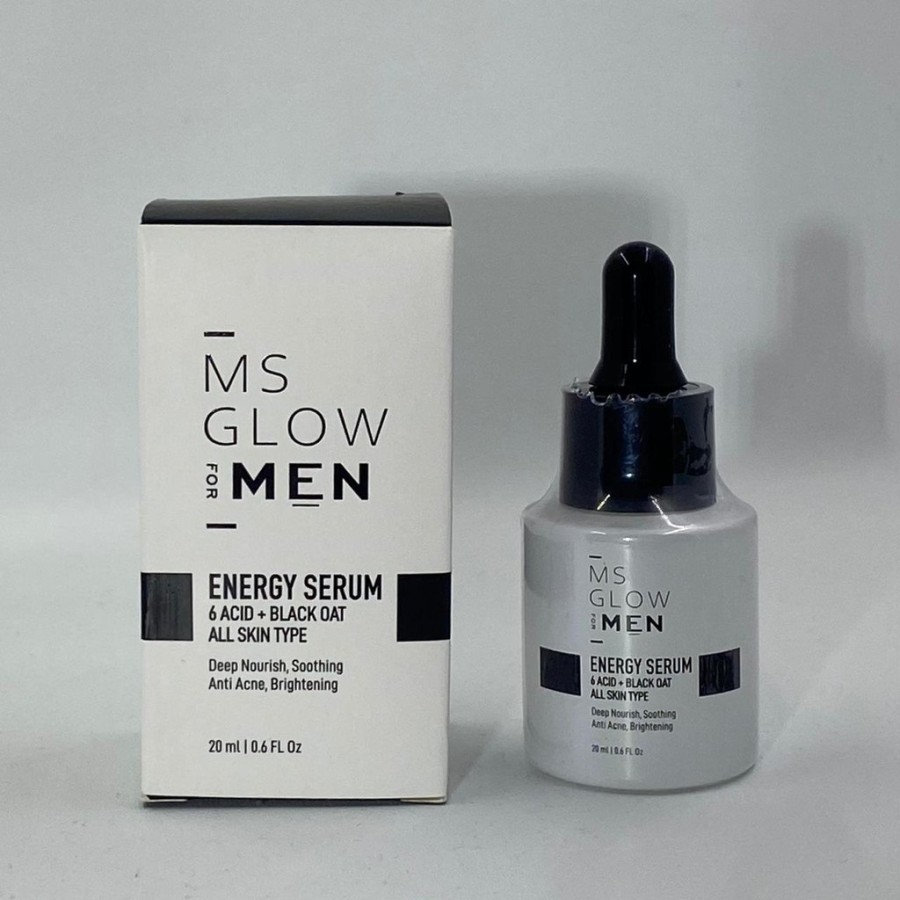 MS
GLOW
FOR MEN
ENERGY SERUM
6 ACID + BLACK OAT
ALL SKIN TYPE
Deep Nourish, Soothing
Anti Acne, Brightening
20 ml | 0.6 FL Oz
MS
GLOW
FOR MEN
ENERGY SERUM
6 ACID + BLACK OAT
ALL SKIN TYPE
Deep Nourish, Soothing
Anti Acne, Brightening
20 ml | 0.6 FL Oz